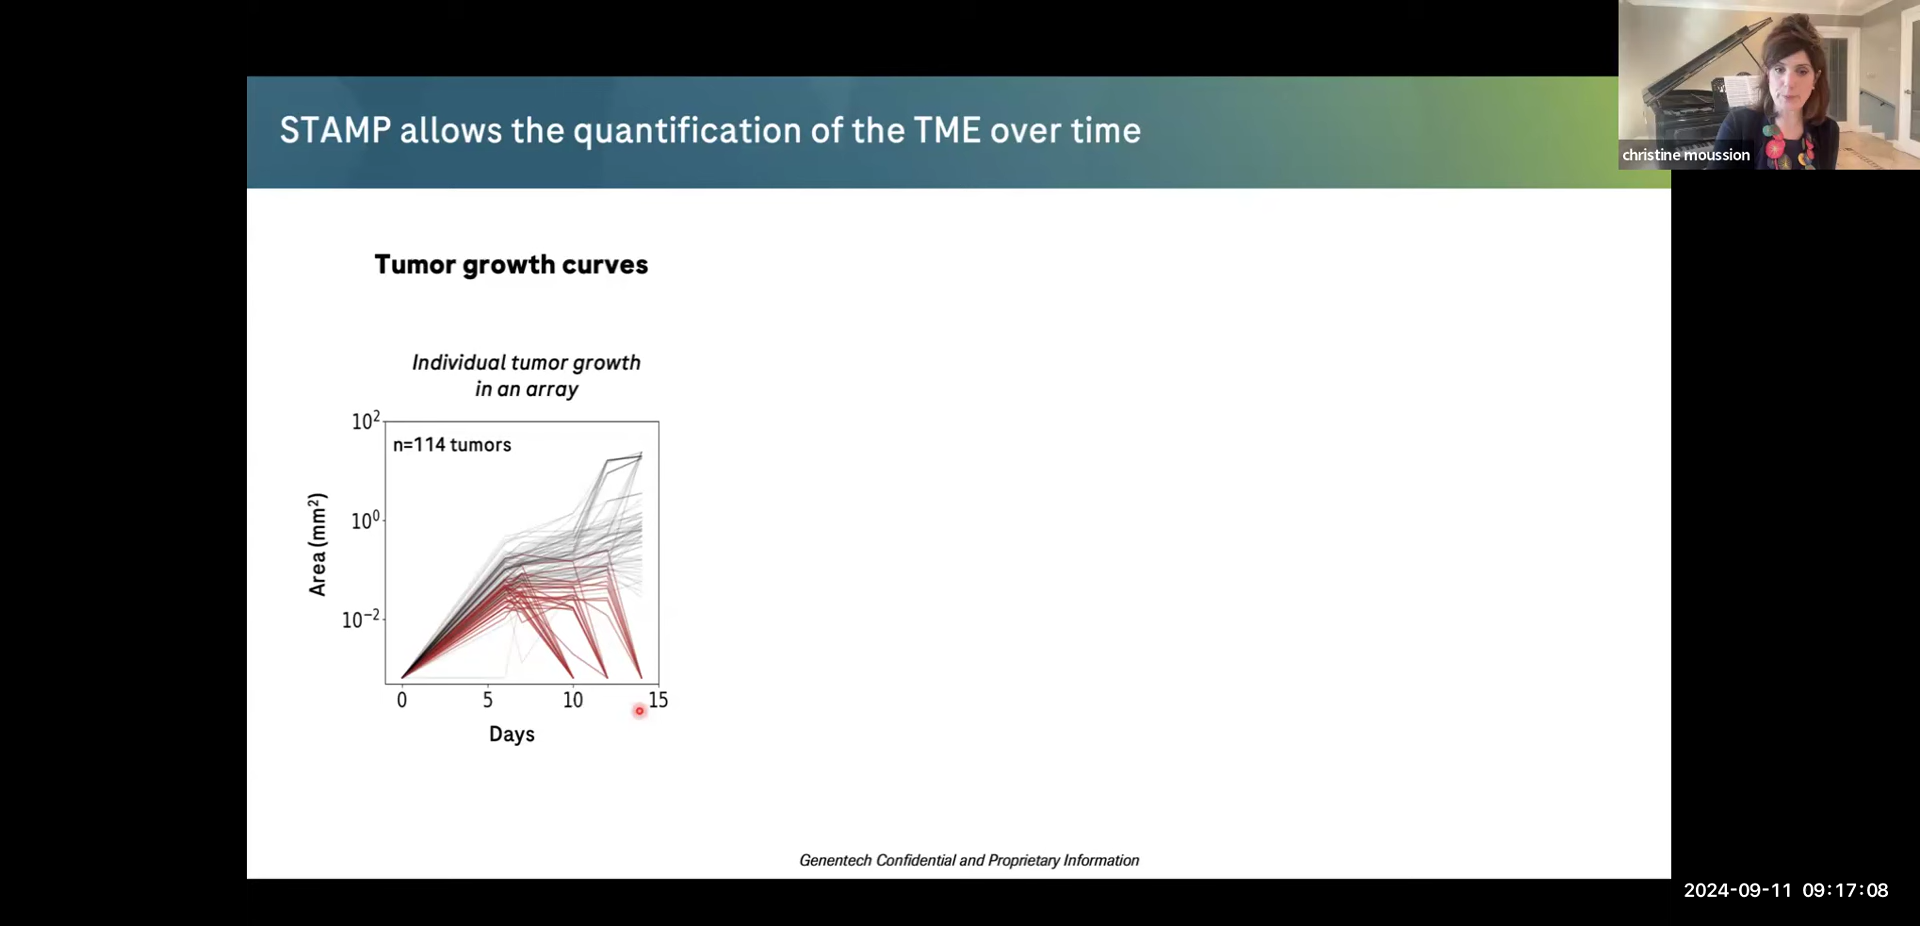 STAMP allows the quantification of the TME over time
christine moussion
Tumor growth curves
Individual tumor growth
in an array
10²
n=114 tumors
10⁰
10⁻²
Area (mm²)
0 5 10 15
Days
Genentech Confidential and Proprietary Information
2024-09-11 09:17:08